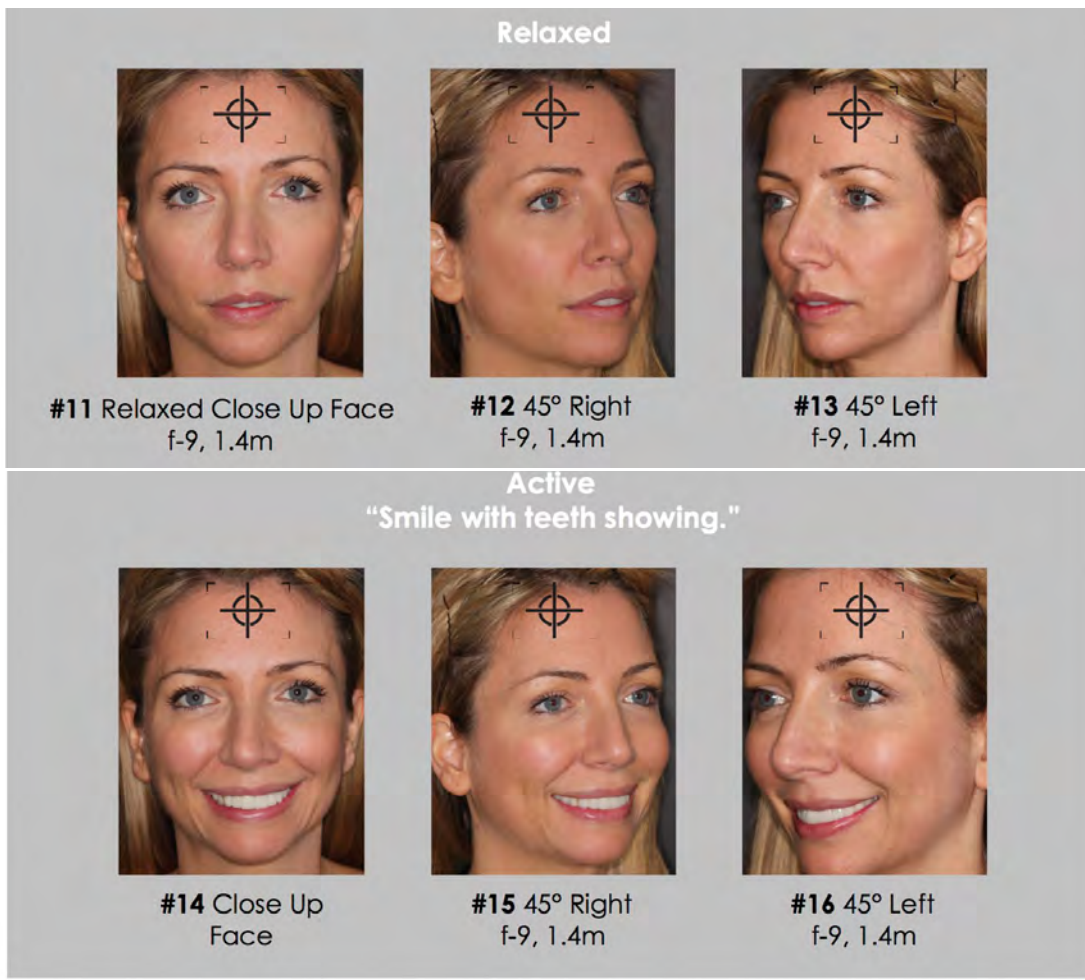 Relaxed
#11 Relaxed Close Up Face
f-9, 1.4m
#12 45° Right
f-9, 1.4m
#13 45° Left
f-9, 1.4m
Active
“Smile with teeth showing.”
#14 Close Up
Face
#15 45° Right
f-9, 1.4m
#16 45° Left
f-9, 1.4m